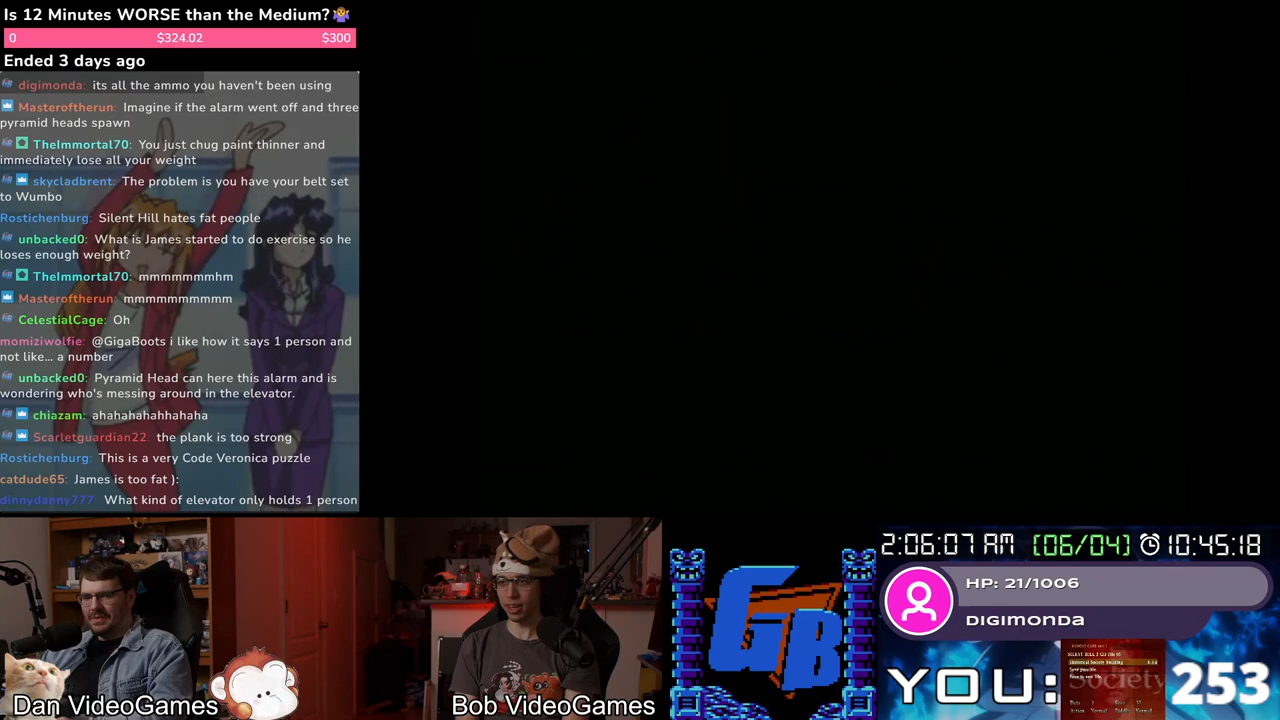 Is 12 Minutes WORSE than the Medium?🤷
0 $324.02 $300
Ended 3 days ago
digimonda: its all the ammo you haven't been using
Masteroftherun: Imagine if the alarm went off and three
pyramid heads spawn
TheImmortal70: You just chug paint thinner and
immediately lose all your weight
skycladbrent: The problem is you have your belt set
to Wumbo
Rostichenburg: Silent Hill hates fat people
unbacked0: What is James started to do exercise so he
loses enough weight?
TheImmortal70: mmmmmmmhm
Masteroftherun: mmmmmmmmmm
CelestialCage: Oh
momiziwolfie: @GigaBoots i like how it says 1 person and
not like... a number
unbacked0: Pyramid Head can here this alarm and is
wondering who's messing around in the elevator.
chiazam: ahahahahahhahaha
Scarletguardian22: the plank is too strong
Rostichenburg: This is a very Code Veronica puzzle
catdude65: James is too fat ):
dinnydanny777 What kind of elevator only holds 1 person
Dan VideoGames
Bob VideoGames
GB
2:06:07 AM [06/04] 10:45:18
HP: 21/1006
DIGIMONDA
YOU: 253
Historical Society Building
Society